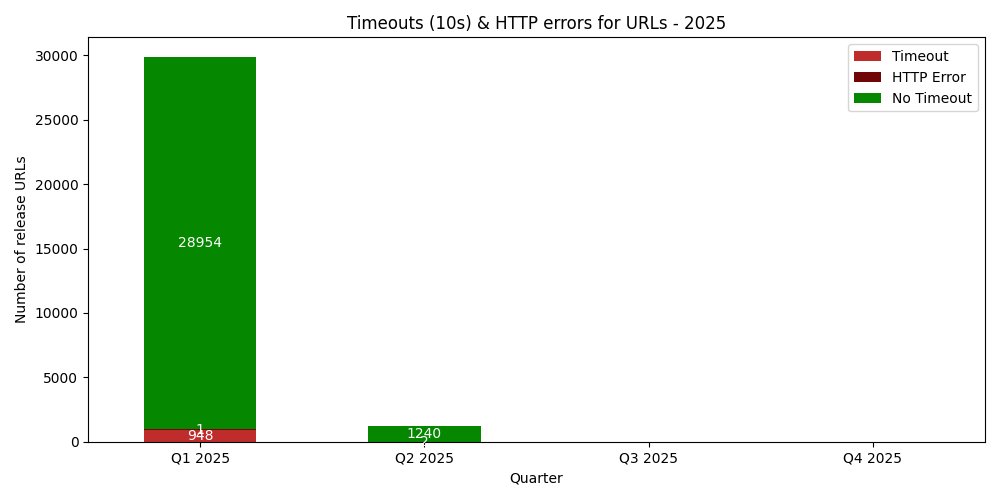 Timeouts (10s) & HTTP errors for URLs - 2025
Timeout
HTTP Error
No Timeout
Number of release URLs
30000
25000
20000
15000
10000
5000
0
28954
1
948
1240
2
Q1 2025
Q2 2025
Q3 2025
Q4 2025
Quarter